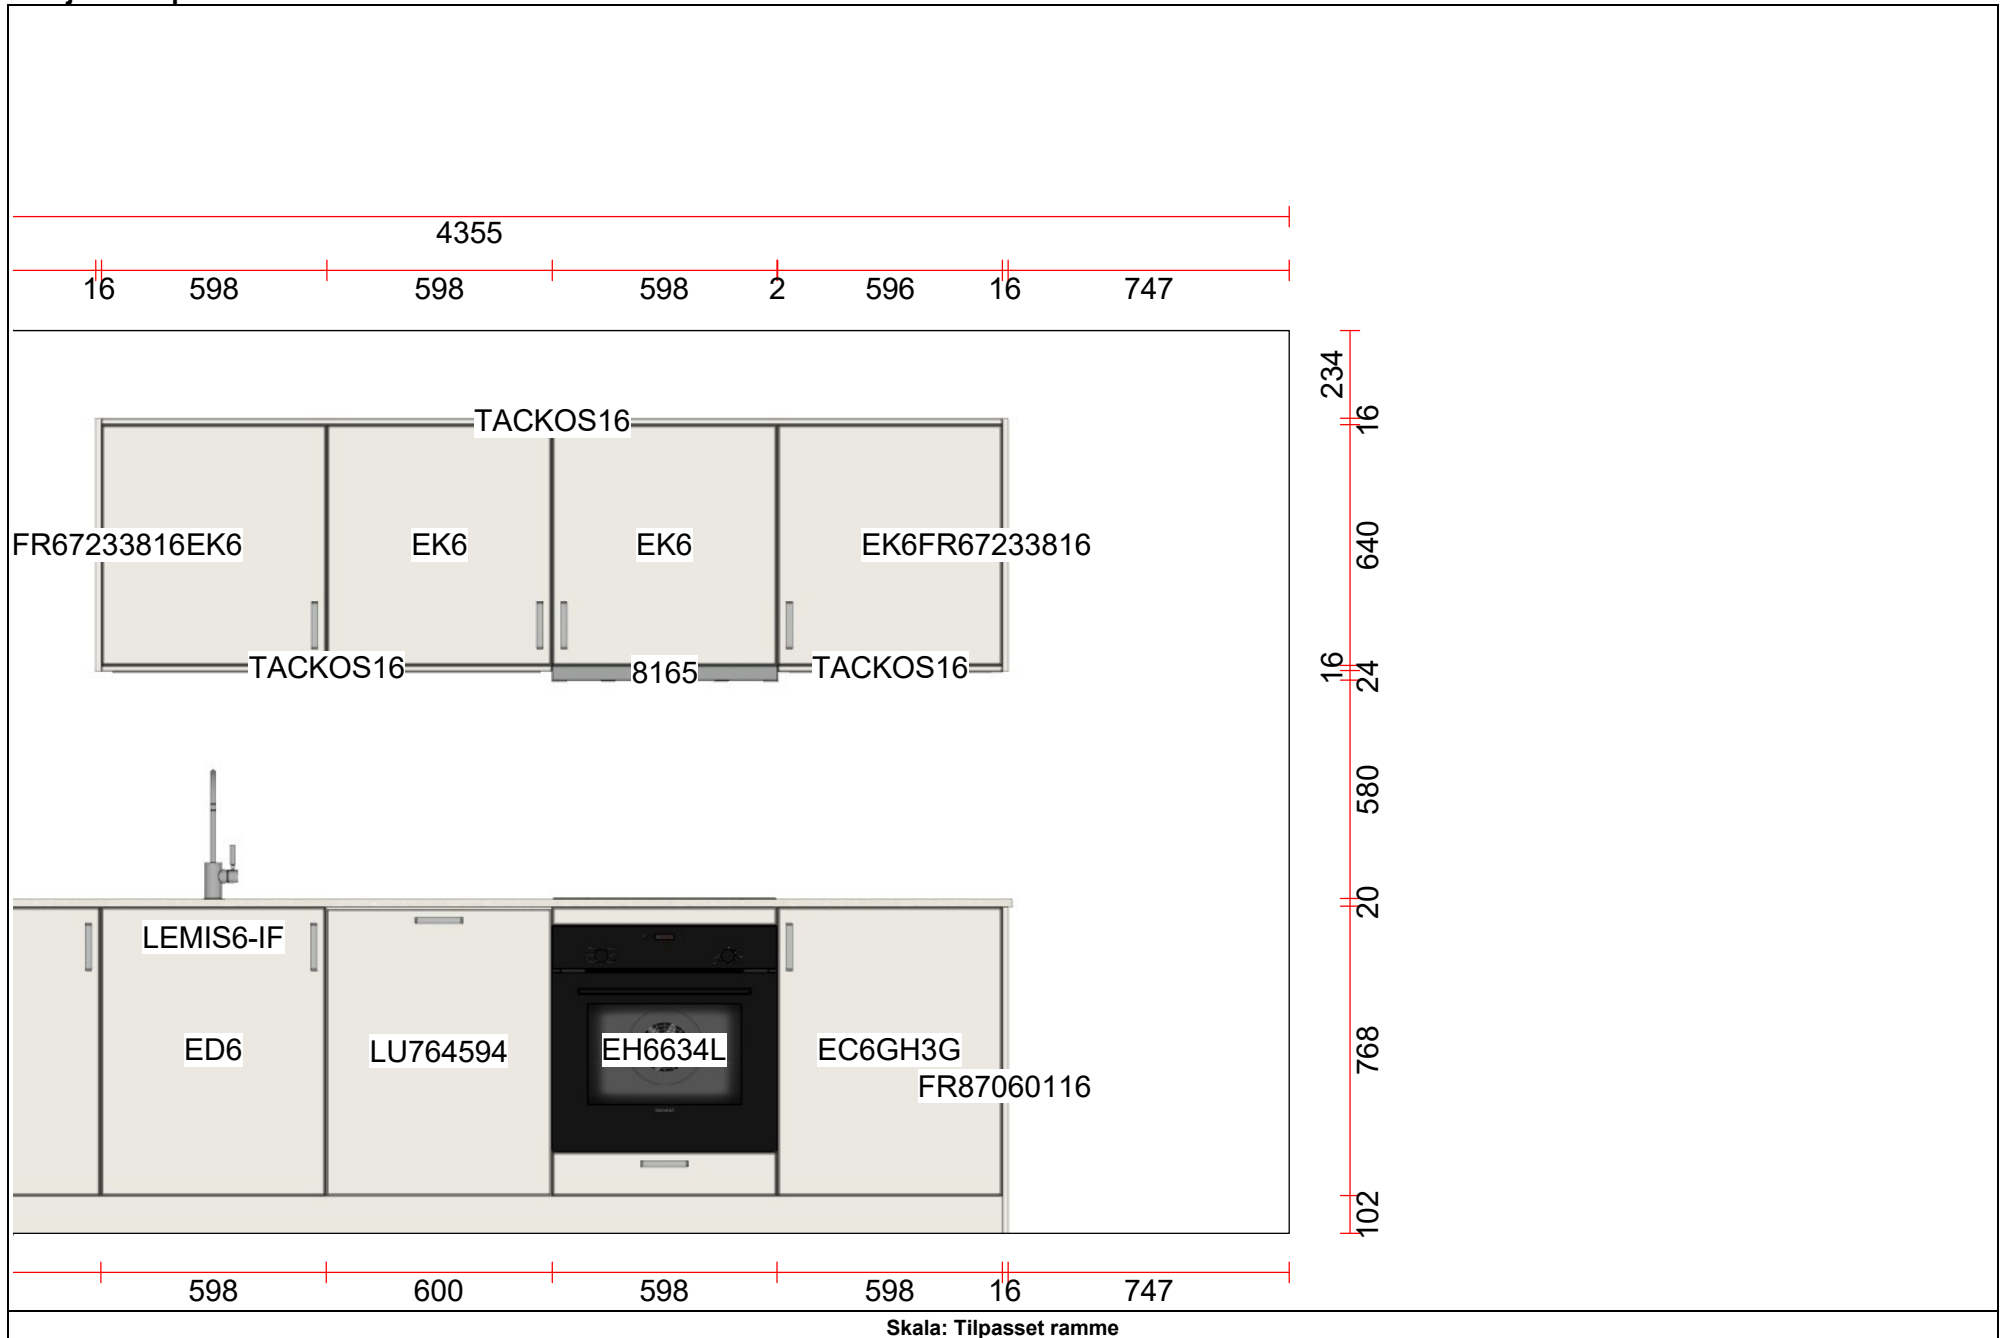 4355
16 598 598 598 2 596 16 747
234
16
TACKOS16
FR67233816EK6 EK6 EK6 EK6FR67233816
640
TACKOS16 8165 TACKOS16
16
24
580
20
LEMIS6-IF
ED6 LU764594 EH6634L EC6GH3G
768
FR87060116
102
598 600 598 598 16 747
Skala: Tilpasset ramme